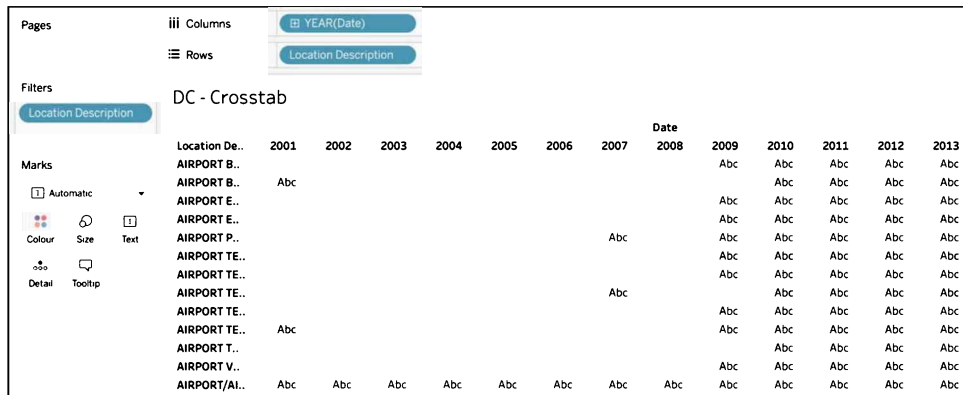 Pages
iii Columns
YEAR(Date)
Rows
Location Description
Filters
Location Description
DC - Crosstab
Date
Location De.. 2001 2002 2003 2004 2005 2006 2007 2008 2009 2010 2011 2012 2013
Marks
Automatic
Colour Size Text
Detail Tooltip
AIRPORT B.. Abc Abc Abc Abc Abc
AIRPORT B.. Abc Abc Abc Abc Abc
AIRPORT E.. Abc Abc Abc Abc Abc
AIRPORT E.. Abc Abc Abc Abc Abc
AIRPORT P.. Abc Abc Abc Abc Abc Abc
AIRPORT TE.. Abc Abc Abc Abc Abc
AIRPORT TE.. Abc Abc Abc Abc Abc
AIRPORT TE.. Abc Abc Abc Abc Abc
AIRPORT TE.. Abc Abc Abc Abc Abc
AIRPORT TE.. Abc Abc Abc Abc Abc Abc
AIRPORT T.. Abc Abc Abc Abc
AIRPORT V.. Abc Abc Abc Abc Abc
AIRPORT/AI.. Abc Abc Abc Abc Abc Abc Abc Abc Abc Abc Abc Abc Abc